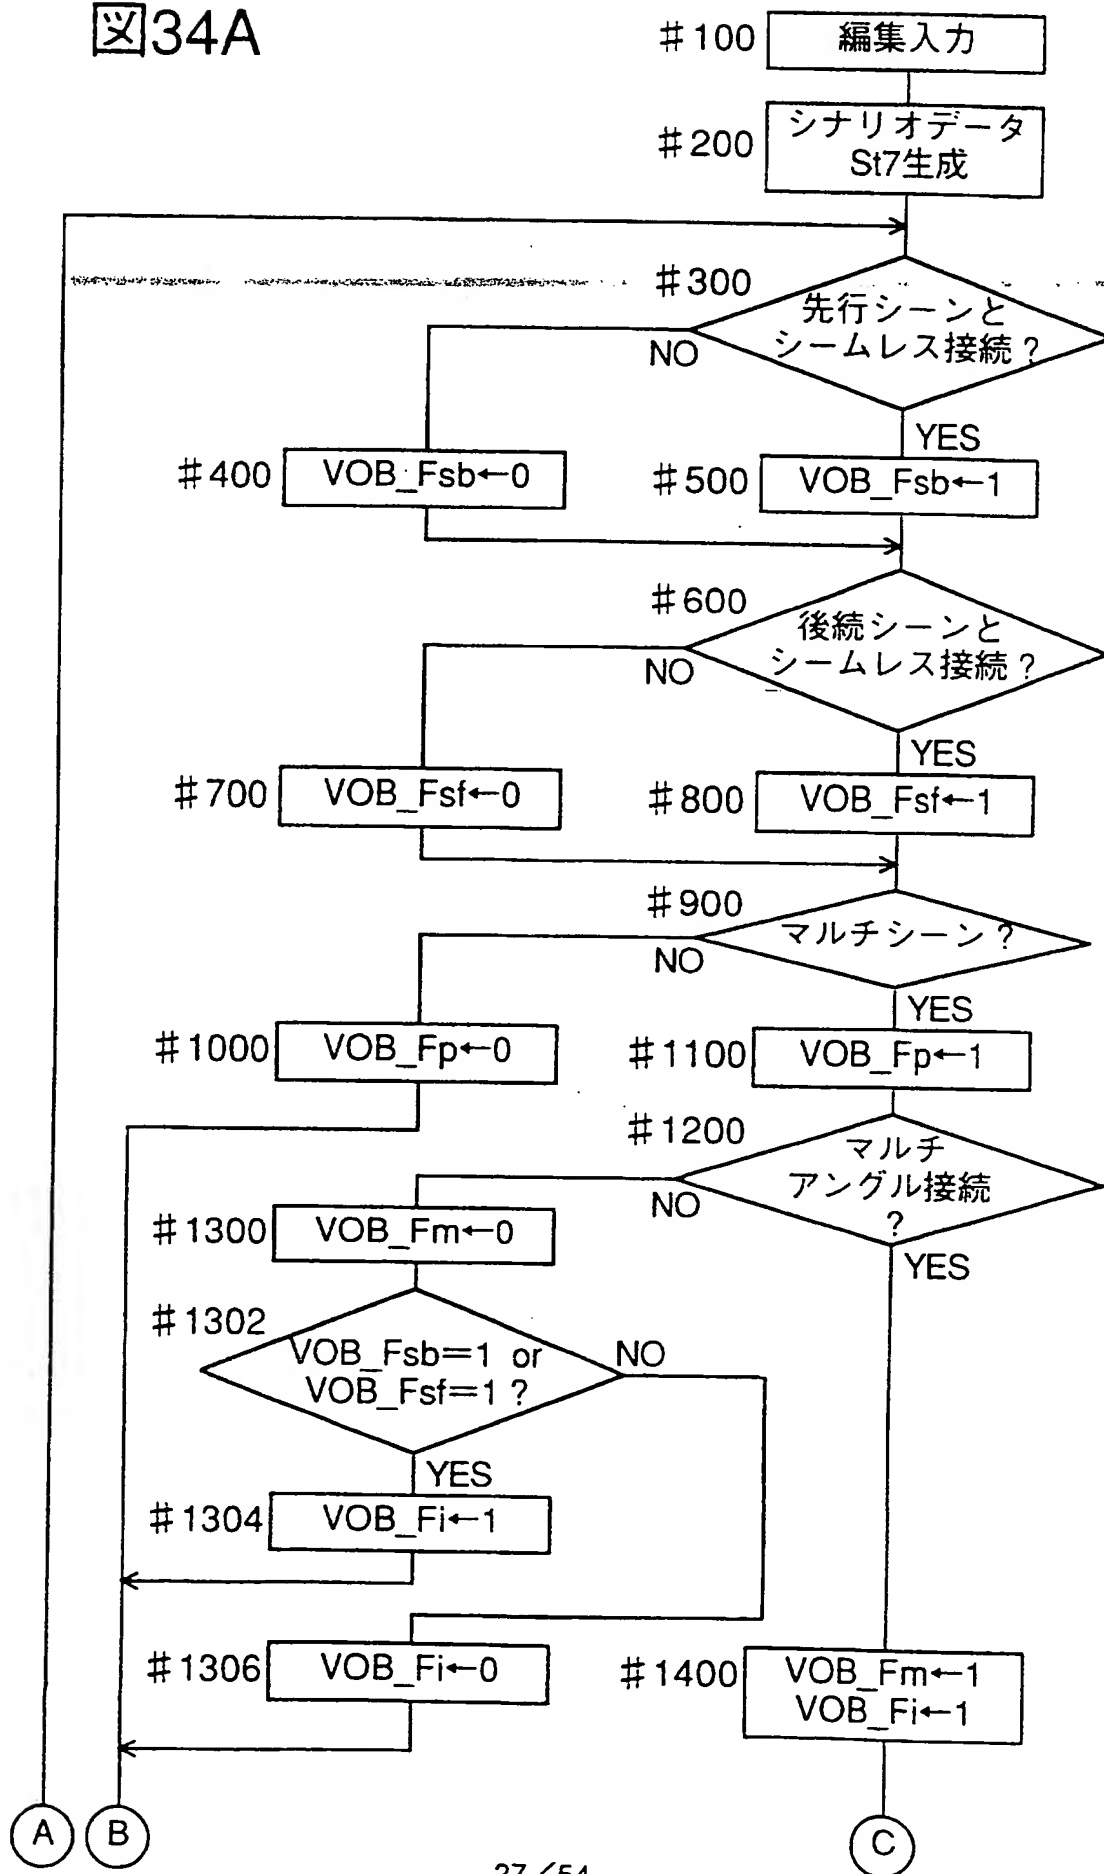 図34A
#100
編集入力
#200
シナリオデータ
St7生成
#300
先行シーンと
シームレス接続?
NO
YES
#400
VOB_Fsb←0
#500
VOB_Fsb←1
#600
後続シーンと
シームレス接続?
NO
YES
#700
VOB_Fsf←0
#800
VOB_Fsf←1
#900
マルチシーン?
NO
YES
#1000
VOB_Fp←0
#1100
VOB_Fp←1
#1200
マルチ
アングル接続
?
NO
YES
#1300
VOB_Fm←0
#1302
VOB_Fsb=1 or
VOB_Fsf=1?
NO
YES
#1304
VOB_Fi←1
#1306
VOB_Fi←0
#1400
VOB_Fm←1
VOB_Fi←1
A
B
C
27/54